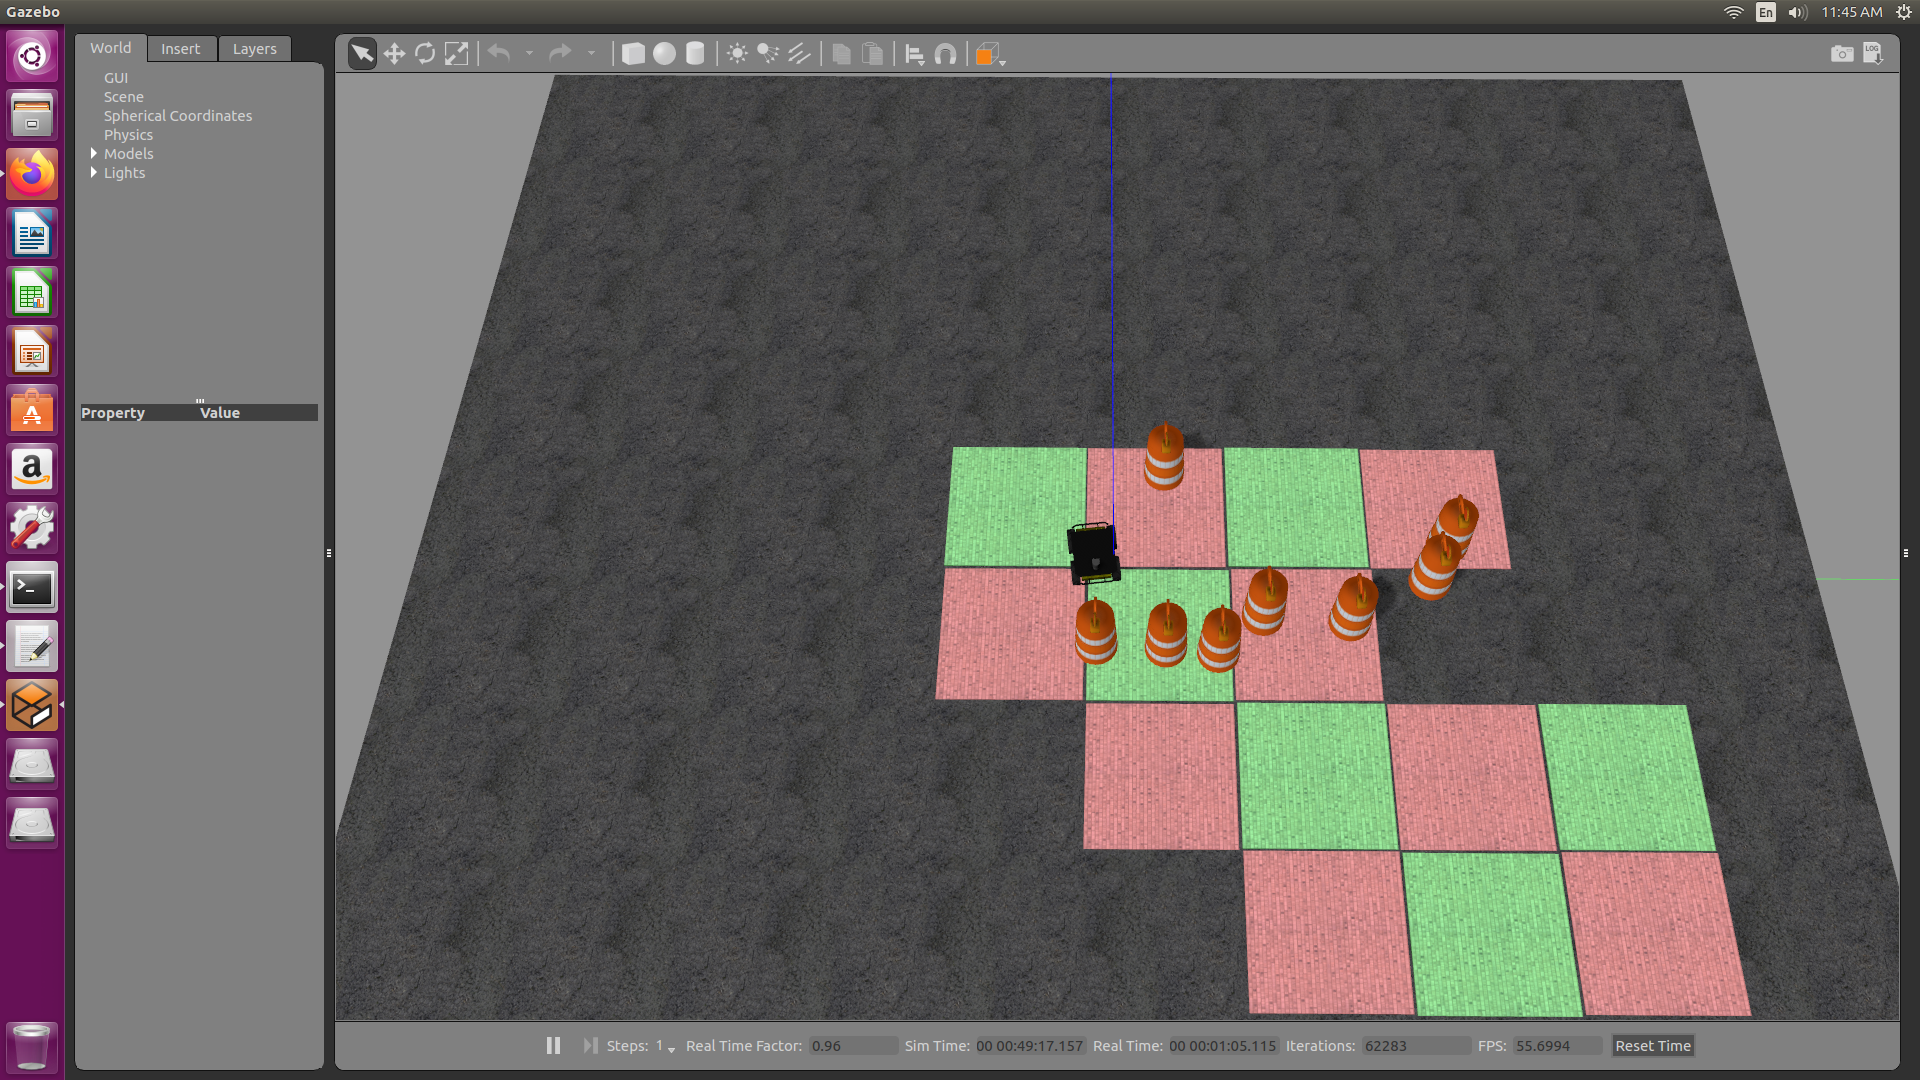 Gazebo
En
11:45 AM
World
Insert
Layers
LOG
GUI
Scene
Spherical Coordinates
Physics
Models
Lights
Property Value
Steps: 1 Real Time Factor: 0.96 Sim Time: 00 00:49:17.157 Real Time: 00 00:01:05.115 Iterations: 62283 FPS: 55.6994 Reset Time